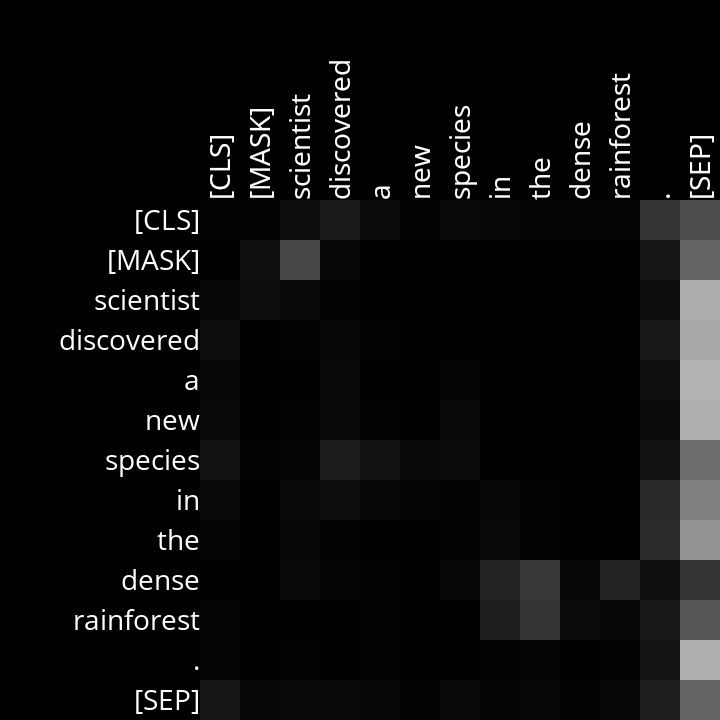 [CLS] [MASK] scientist discovered a new species in the dense rainforest . [SEP]
[CLS]
[MASK]
scientist
discovered
a
new
species
in
the
dense
rainforest
.
[SEP]